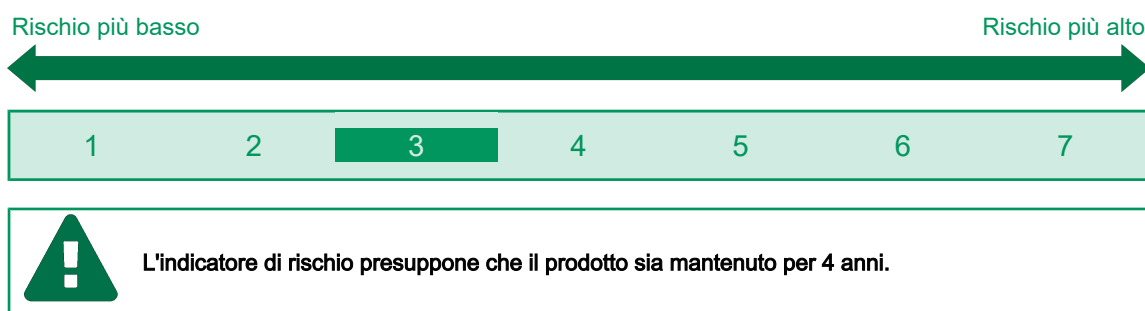 Rischio più basso Rischio più alto
1 2 3 4 5 6 7
L'indicatore di rischio presuppone che il prodotto sia mantenuto per 4 anni.